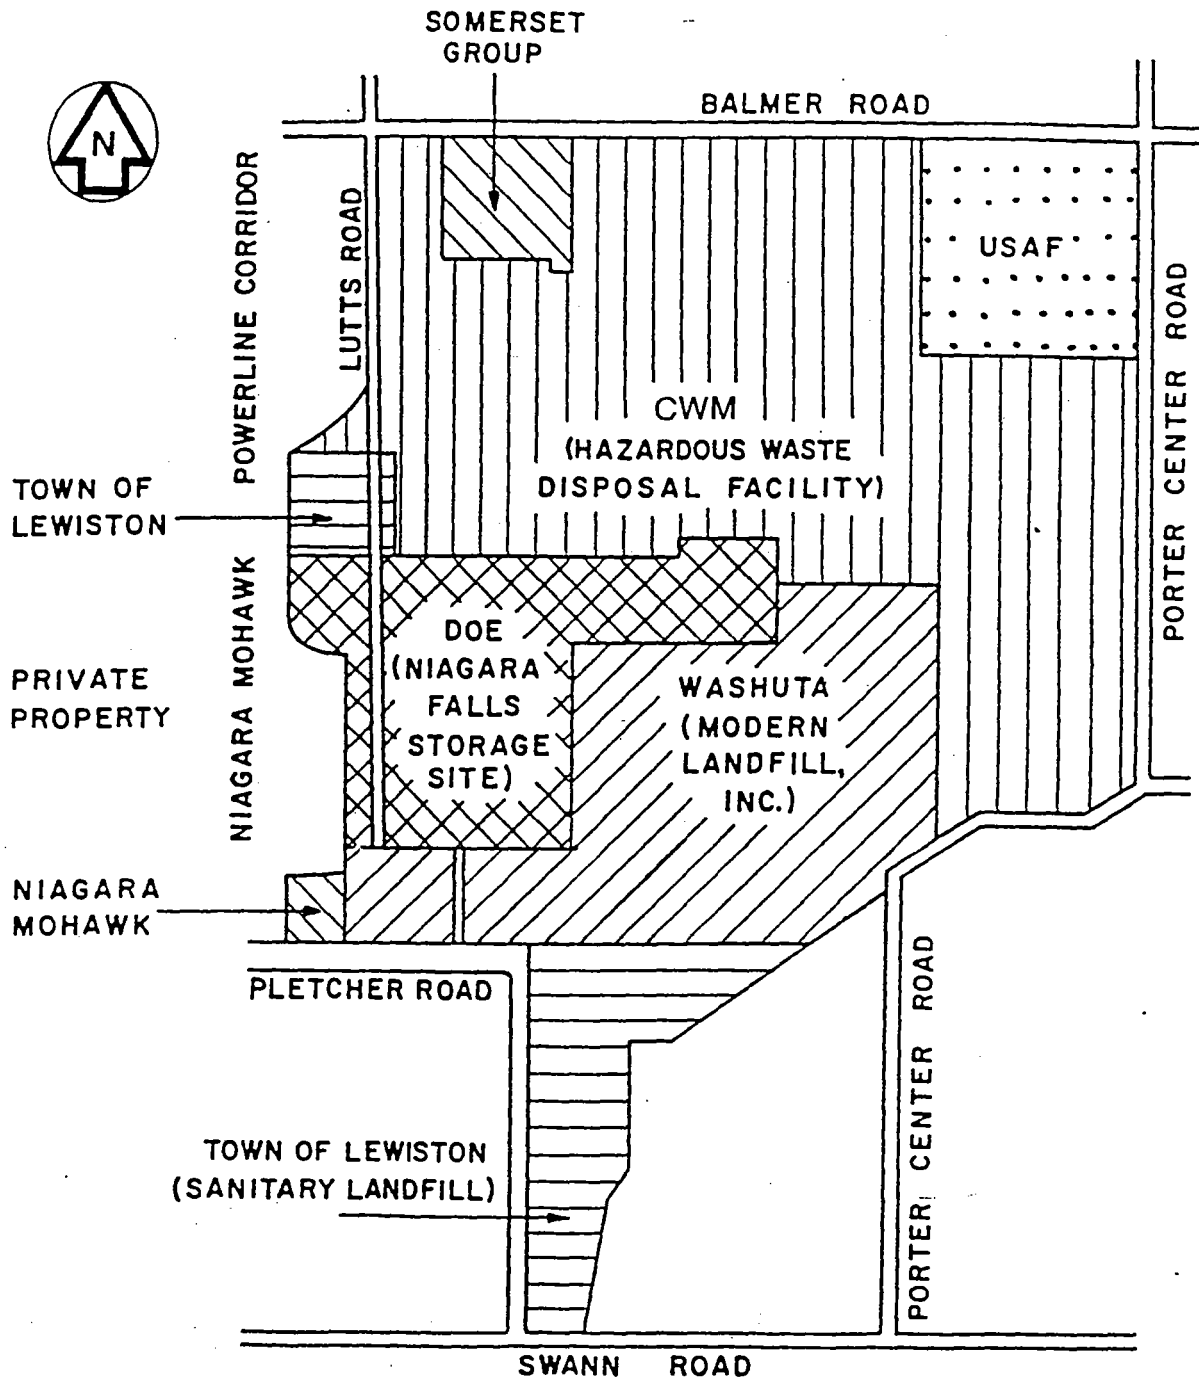 SOMERSET
GROUP
BALMER ROAD
N
POWERLINE CORRIDOR
LUTTS ROAD
USAF
PORTER CENTER ROAD
CWM
(HAZARDOUS WASTE
DISPOSAL FACILITY)
TOWN OF
LEWISTON
NIAGARA MOHAWK
DOE
(NIAGARA
FALLS
STORAGE
SITE)
PRIVATE
PROPERTY
WASHUTA
(MODERN
LANDFILL,
INC.)
NIAGARA
MOHAWK
PLETCHER ROAD
PORTER CENTER ROAD
TOWN OF LEWISTON
(SANITARY LANDFILL)
SWANN ROAD